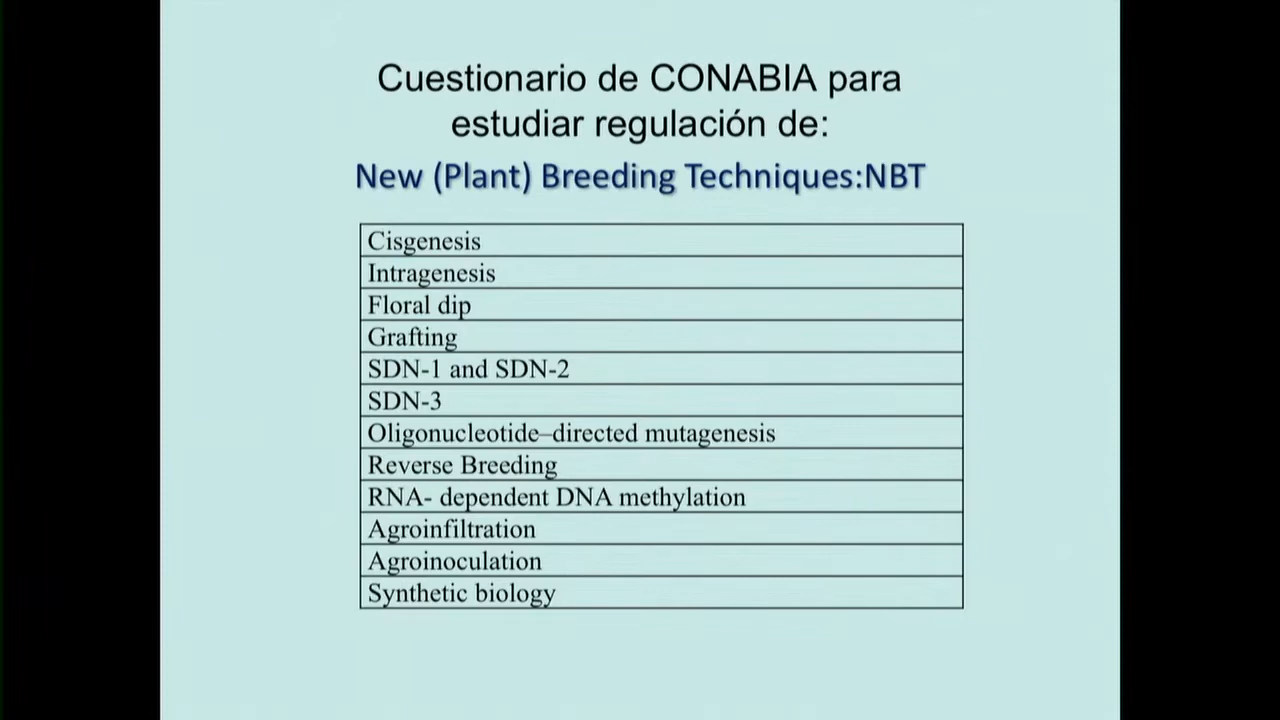 Cuestionario de CONABIA para
estudiar regulación de:
New (Plant) Breeding Techniques:NBT
Cisgenesis
Intragenesis
Floral dip
Grafting
SDN-1 and SDN-2
SDN-3
Oligonucleotide–directed mutagenesis
Reverse Breeding
RNA- dependent DNA methylation
Agroinfiltration
Agroinoculation
Synthetic biology